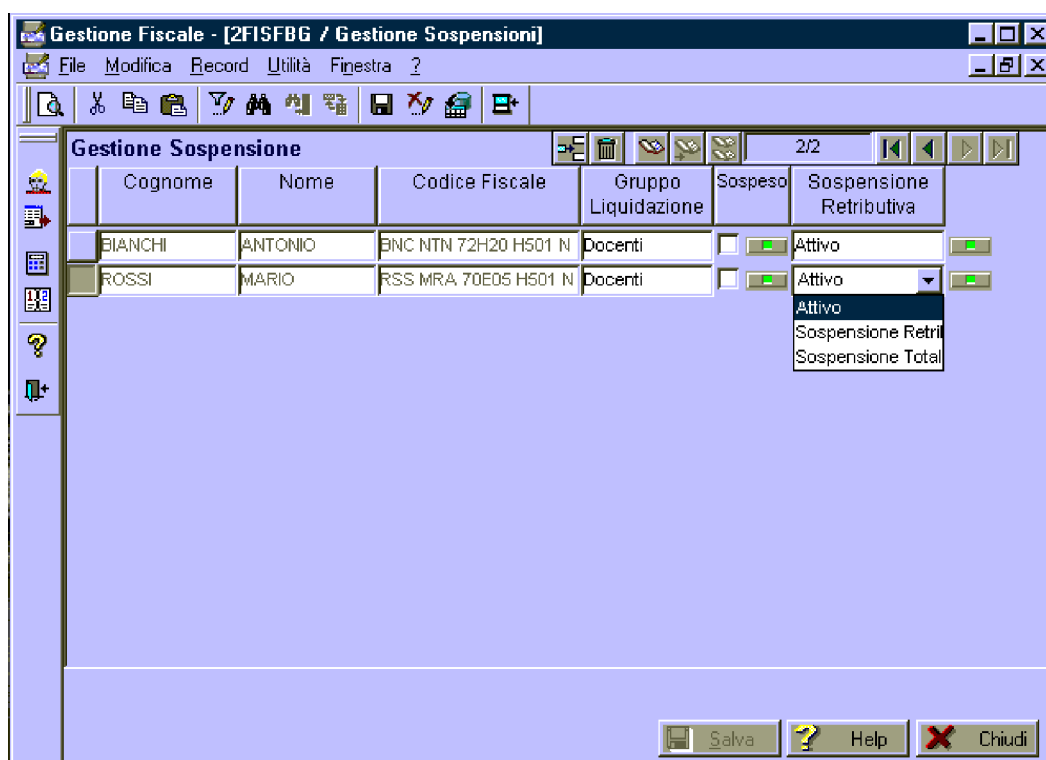 Gestione Fiscale - [2FISFBG / Gestione Sospensioni]
File Modifica Record Utilità Finestra ?
Gestione Sospensione 2/2
Cognome Nome Codice Fiscale Gruppo Liquidazione Sospeso Sospensione Retributiva
BIANCHI ANTONIO BNC NTN 72H20 H501 N Docenti Attivo
ROSSI MARIO RSS MRA 70E05 H501 N Docenti Attivo
Attivo
Sospensione Retril
Sospensione Total
Salva Help Chiudi